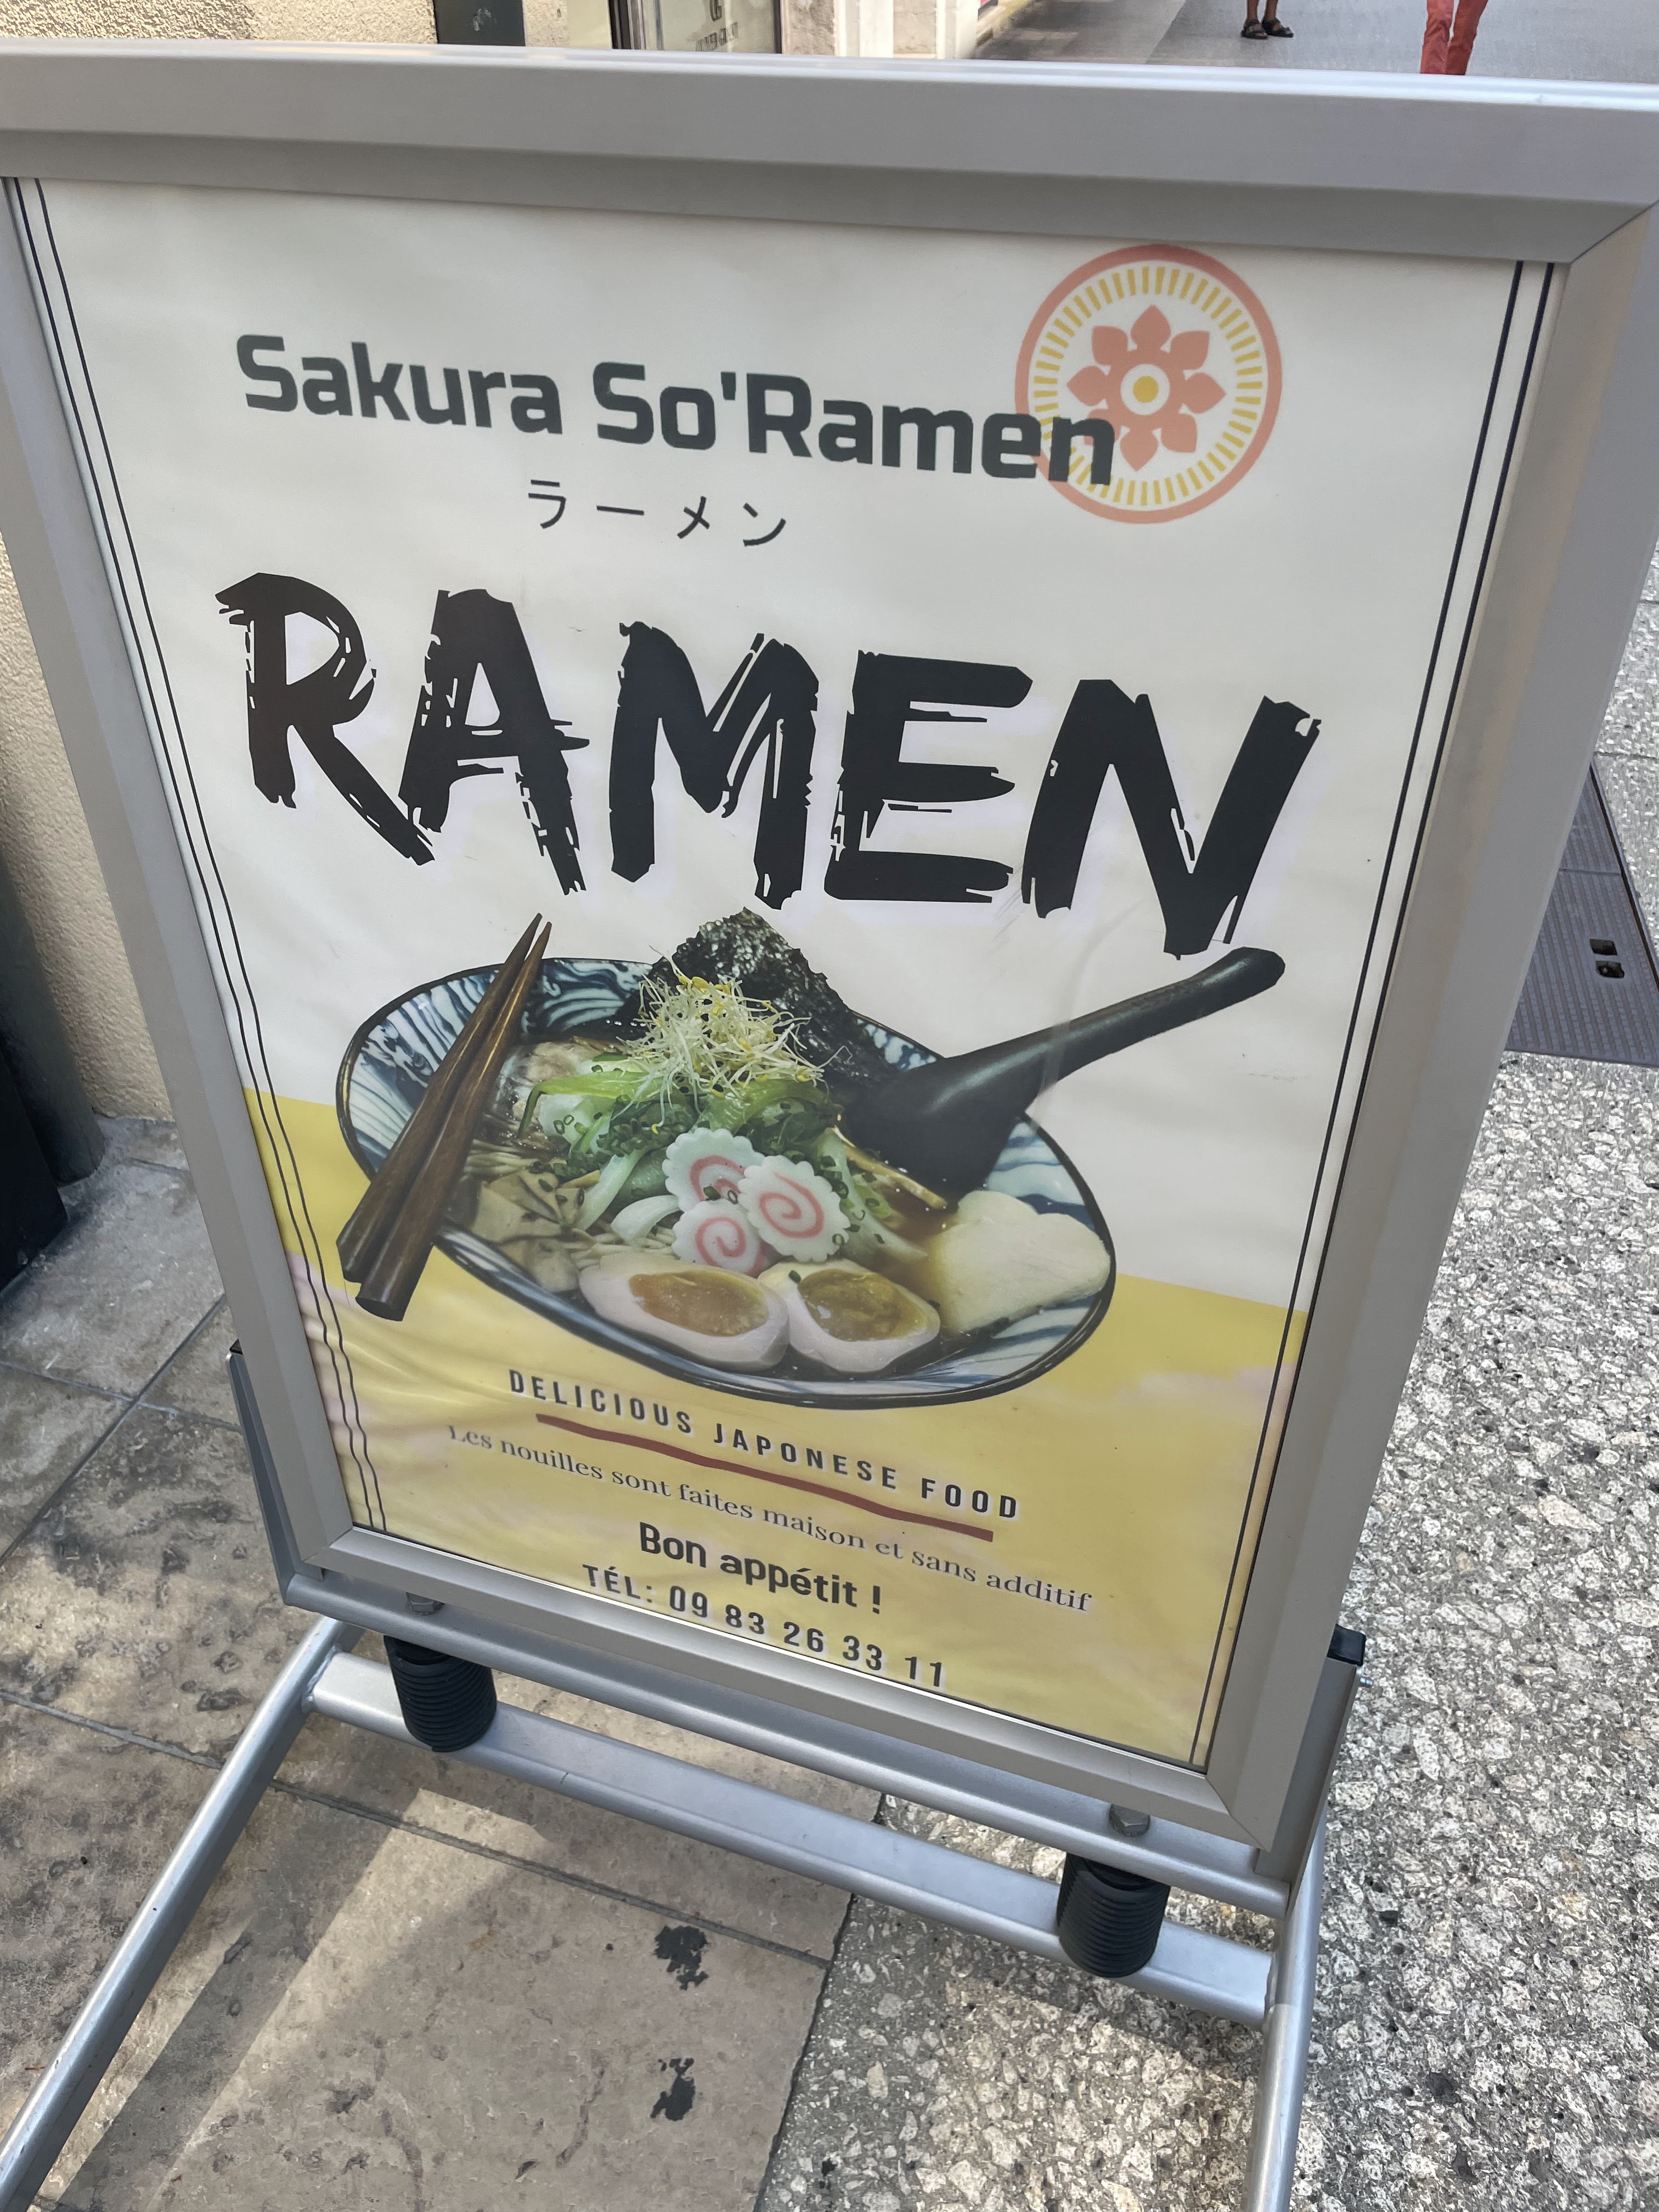 Sakura So'Ramen
ラーメン
RAMEN
DELICIOUS JAPONESE FOOD
Les nouilles sont faites maison et sans additif
Bon appétit !
TÉL: 09 83 26 33 11